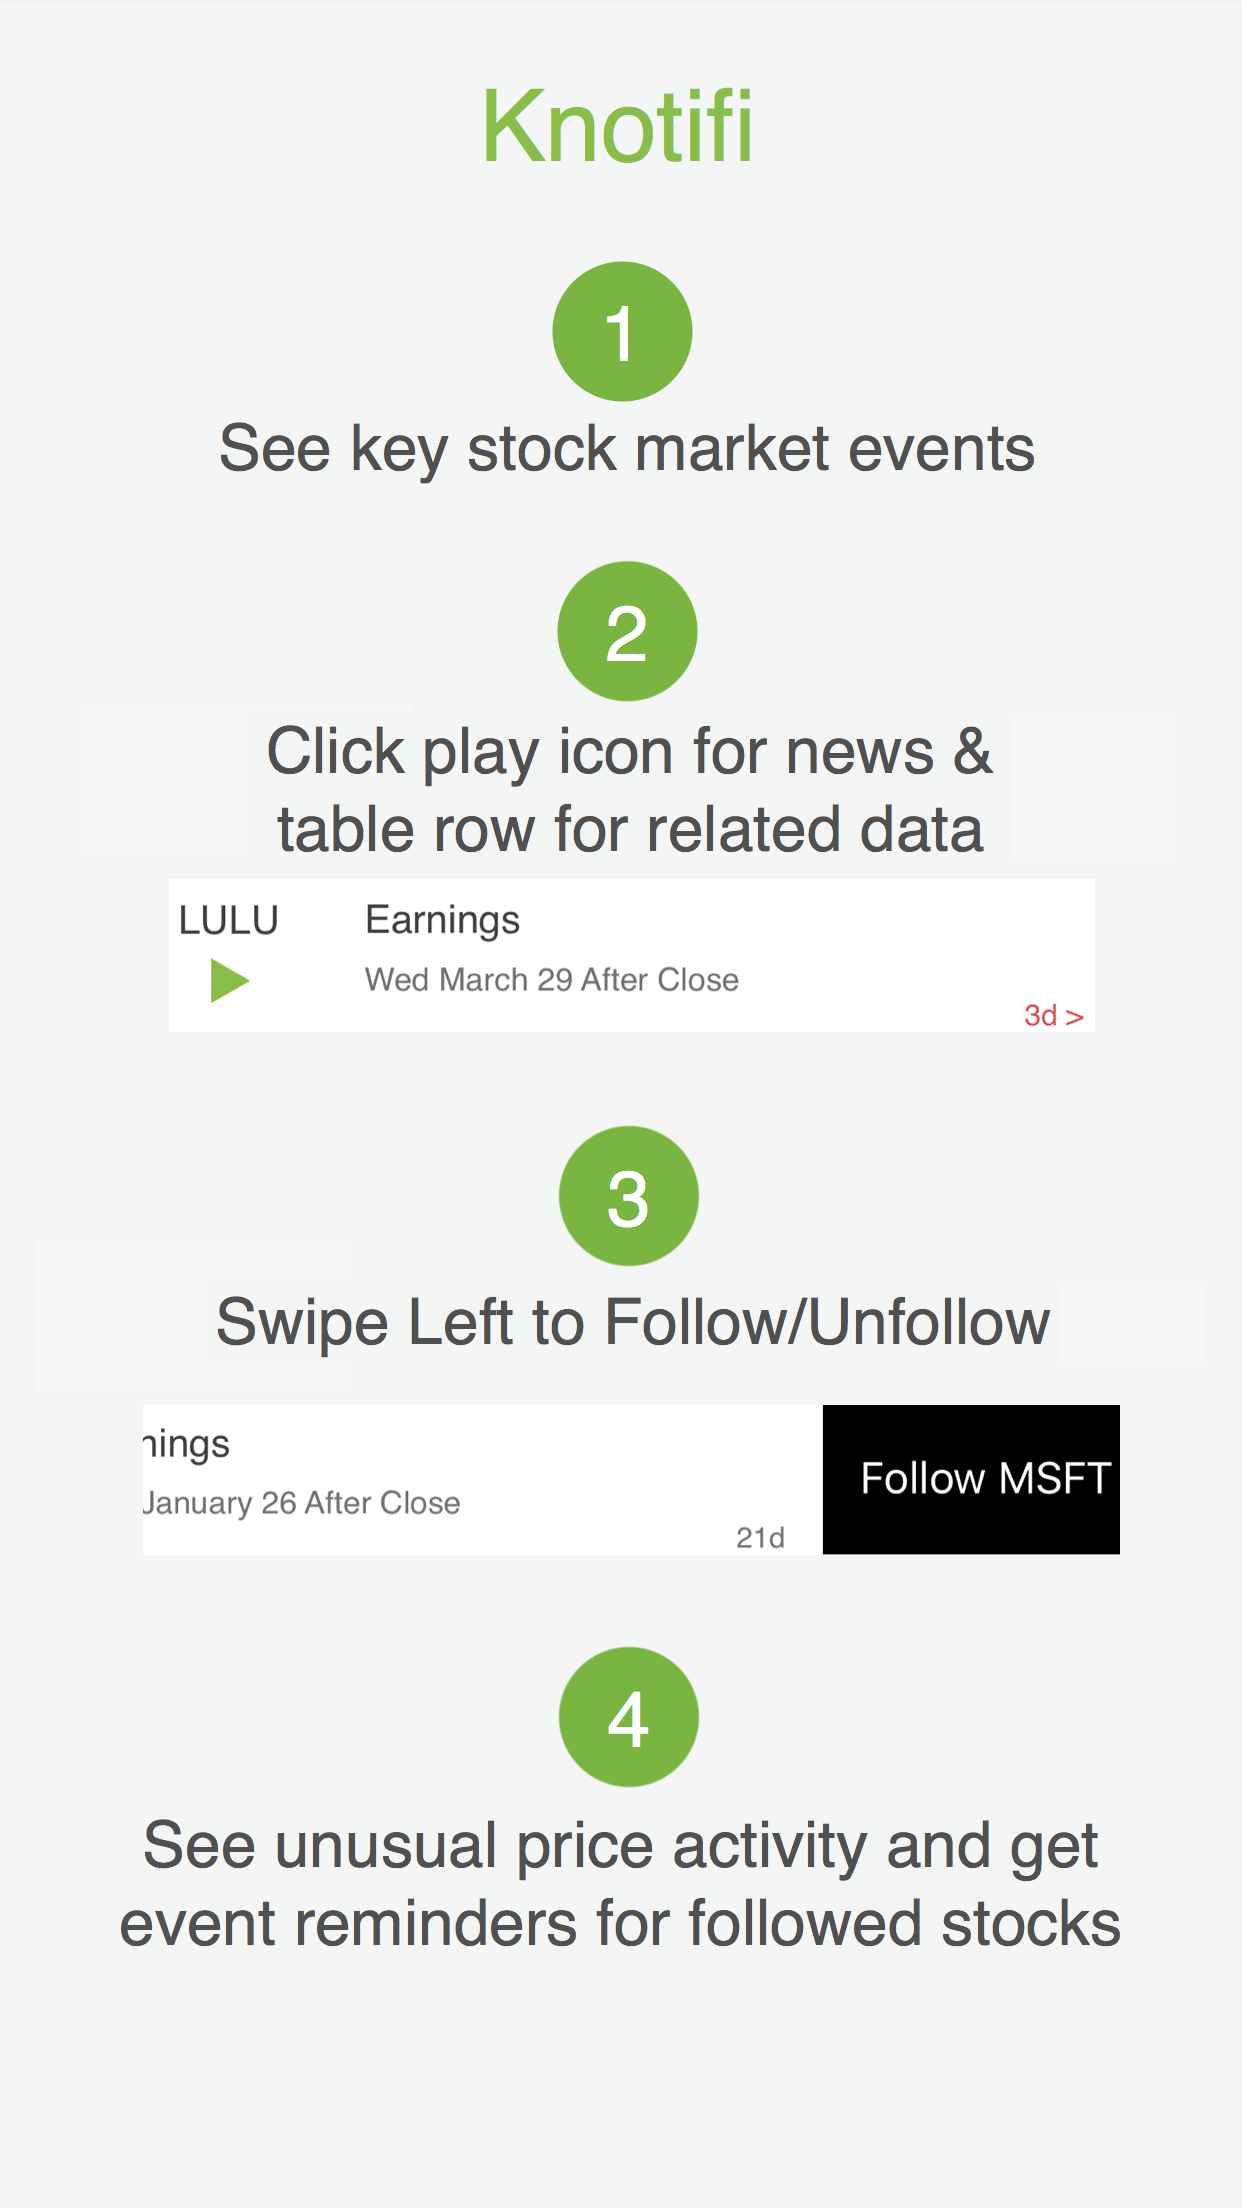 Knotifi
1
See key stock market events
2
Click play icon for news &
table row for related data
LULU
Earnings
Wed March 29 After Close
3d >
3
Swipe Left to Follow/Unfollow
nings
January 26 After Close
21d
Follow MSFT
4
See unusual price activity and get
event reminders for followed stocks